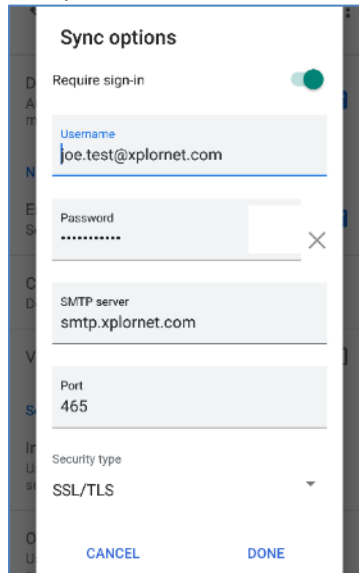 Sync options
Require sign-in
Username
joe.test@xplornet.com
Password
•••••••••••
SMTP server
smtp.xplornet.com
Port
465
Security type
SSL/TLS
CANCEL
DONE